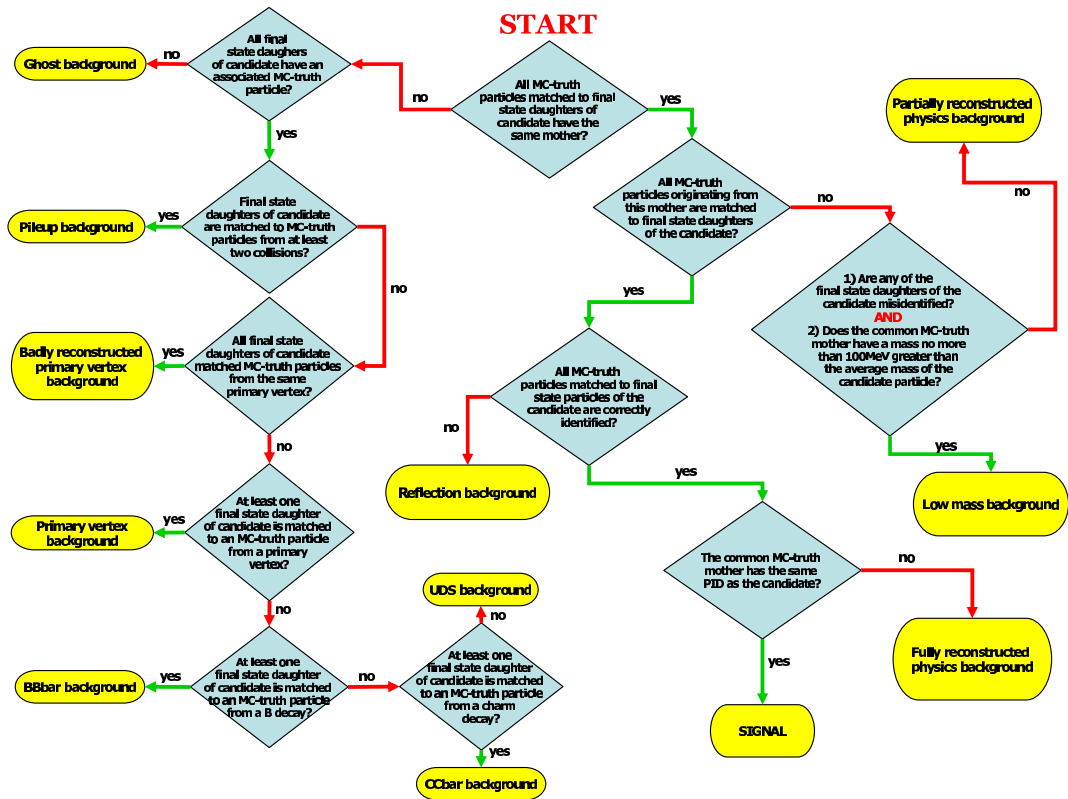 START
All final
state daughers
of candidate have an
associated MC-truth
particle?
no
Ghost background
All MC-truth
particles matched to final
state daughters of
candidate have the
same mother?
no
yes
Partially reconstructed
physics background
yes
Final state
daughters of candidate
are matched to MC-truth
particles from at least
two collisions?
yes
Pileup background
All MC-truth
particles originating from
this mother are matched
to final state daughters
of the candidate?
no
no
no
yes
1) Are any of the
final state daughters of the
candidate misidentified?
AND
2) Does the common MC-truth
mother have a mass no more
than 100MeV greater than
the average mass of the
candidate particle?
All final state
daughters of candidate
matched MC-truth particles
from the same
primary vertex?
yes
Badly reconstructed
primary vertex
background
All MC-truth
particles matched to final
state particles of the
candidate are correctly
identified?
no
no
yes
yes
Reflection background
Low mass background
At least one
final state daughter
of candidate is matched
to an MC-truth particle
from a primary
vertex?
yes
Primary vertex
background
The common MC-truth
mother has the same
PID as the candidate?
no
UDS background
no
no
At least one
final state daughter
of candidate is matched
to an MC-truth particle
from a B decay?
yes
BBbar background
no
At least one
final state daughter
of candidate is matched
to an MC-truth particle
from a charm
decay?
yes
Fully reconstructed
physics background
SIGNAL
yes
CCbar background